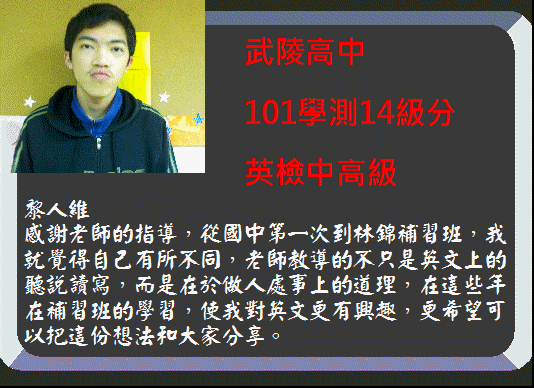 武陵高中
101學測14級分
英檢中高級
黎人維
感謝老師的指導，從國中第一次到林錦補習班，我
就覺得自己有所不同，老師教導的不只是英文上的
聽說讀寫，而是在於做人處事上的道理，在這些年
在補習班的學習，使我對英文更有興趣，更希望可
以把這份想法和大家分享。